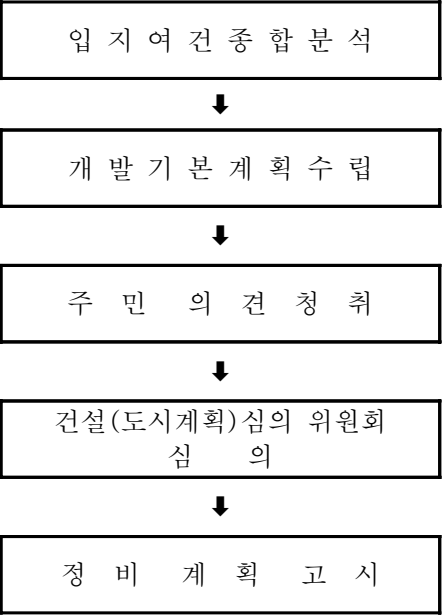 입 지 여 건 종 합 분 석
개 발 기 본 계 획 수 립
주 민 의 견 청 취
건설(도시계획)심의 위원회
심 의
정 비 계 획 고 시